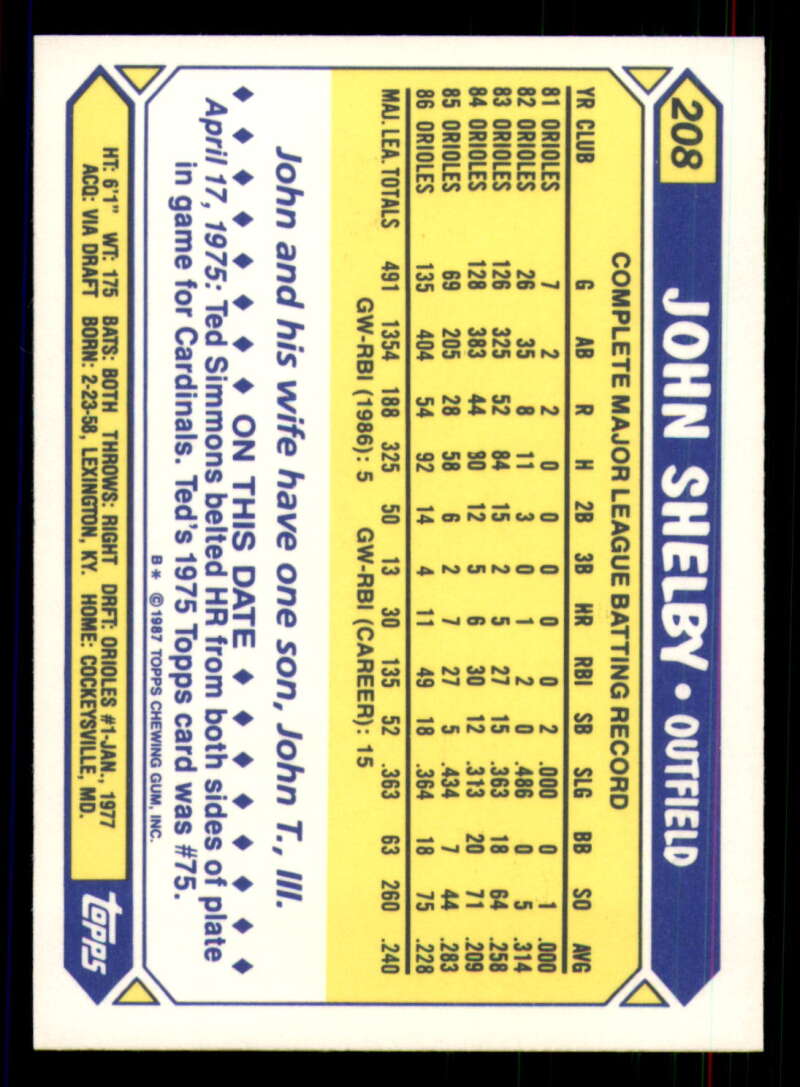 208
JOHN SHELBY • OUTFIELD
COMPLETE MAJOR LEAGUE BATTING RECORD
YR CLUB G AB R H 2B 3B HR RBI SB SLG BB SO AVG
81 ORIOLES 7 2 2 0 0 0 0 0 2 .000 0 1 .000
82 ORIOLES 26 35 8 11 3 0 1 2 0 .486 0 5 .314
83 ORIOLES 126 325 52 84 15 2 5 27 15 .363 18 64 .258
84 ORIOLES 128 383 44 80 12 5 6 30 12 .313 20 71 .209
85 ORIOLES 69 205 28 58 6 2 7 27 5 .434 7 44 .283
86 ORIOLES 135 404 54 92 14 4 11 49 18 .364 18 75 .228
MAJ. LEA. TOTALS 491 1354 188 325 50 13 30 135 52 .363 63 260 .240
GW-RBI (1986): 5 GW-RBI (CAREER): 15
John and his wife have one son, John T., III.
♦ ♦ ♦ ♦ ♦ ♦ ♦ ♦ ON THIS DATE ♦ ♦ ♦ ♦ ♦ ♦ ♦ ♦
April 17, 1975: Ted Simmons belted HR from both sides of plate
in game for Cardinals. Ted's 1975 Topps card was #75.
B* ©1987 TOPPS CHEWING GUM, INC.
HT: 6'1" WT: 175 BATS: BOTH THROWS: RIGHT DRFT: ORIOLES #1-JAN., 1977
ACQ: VIA DRAFT BORN: 2-23-58, LEXINGTON, KY. HOME: COCKEYSVILLE, MD.
topps